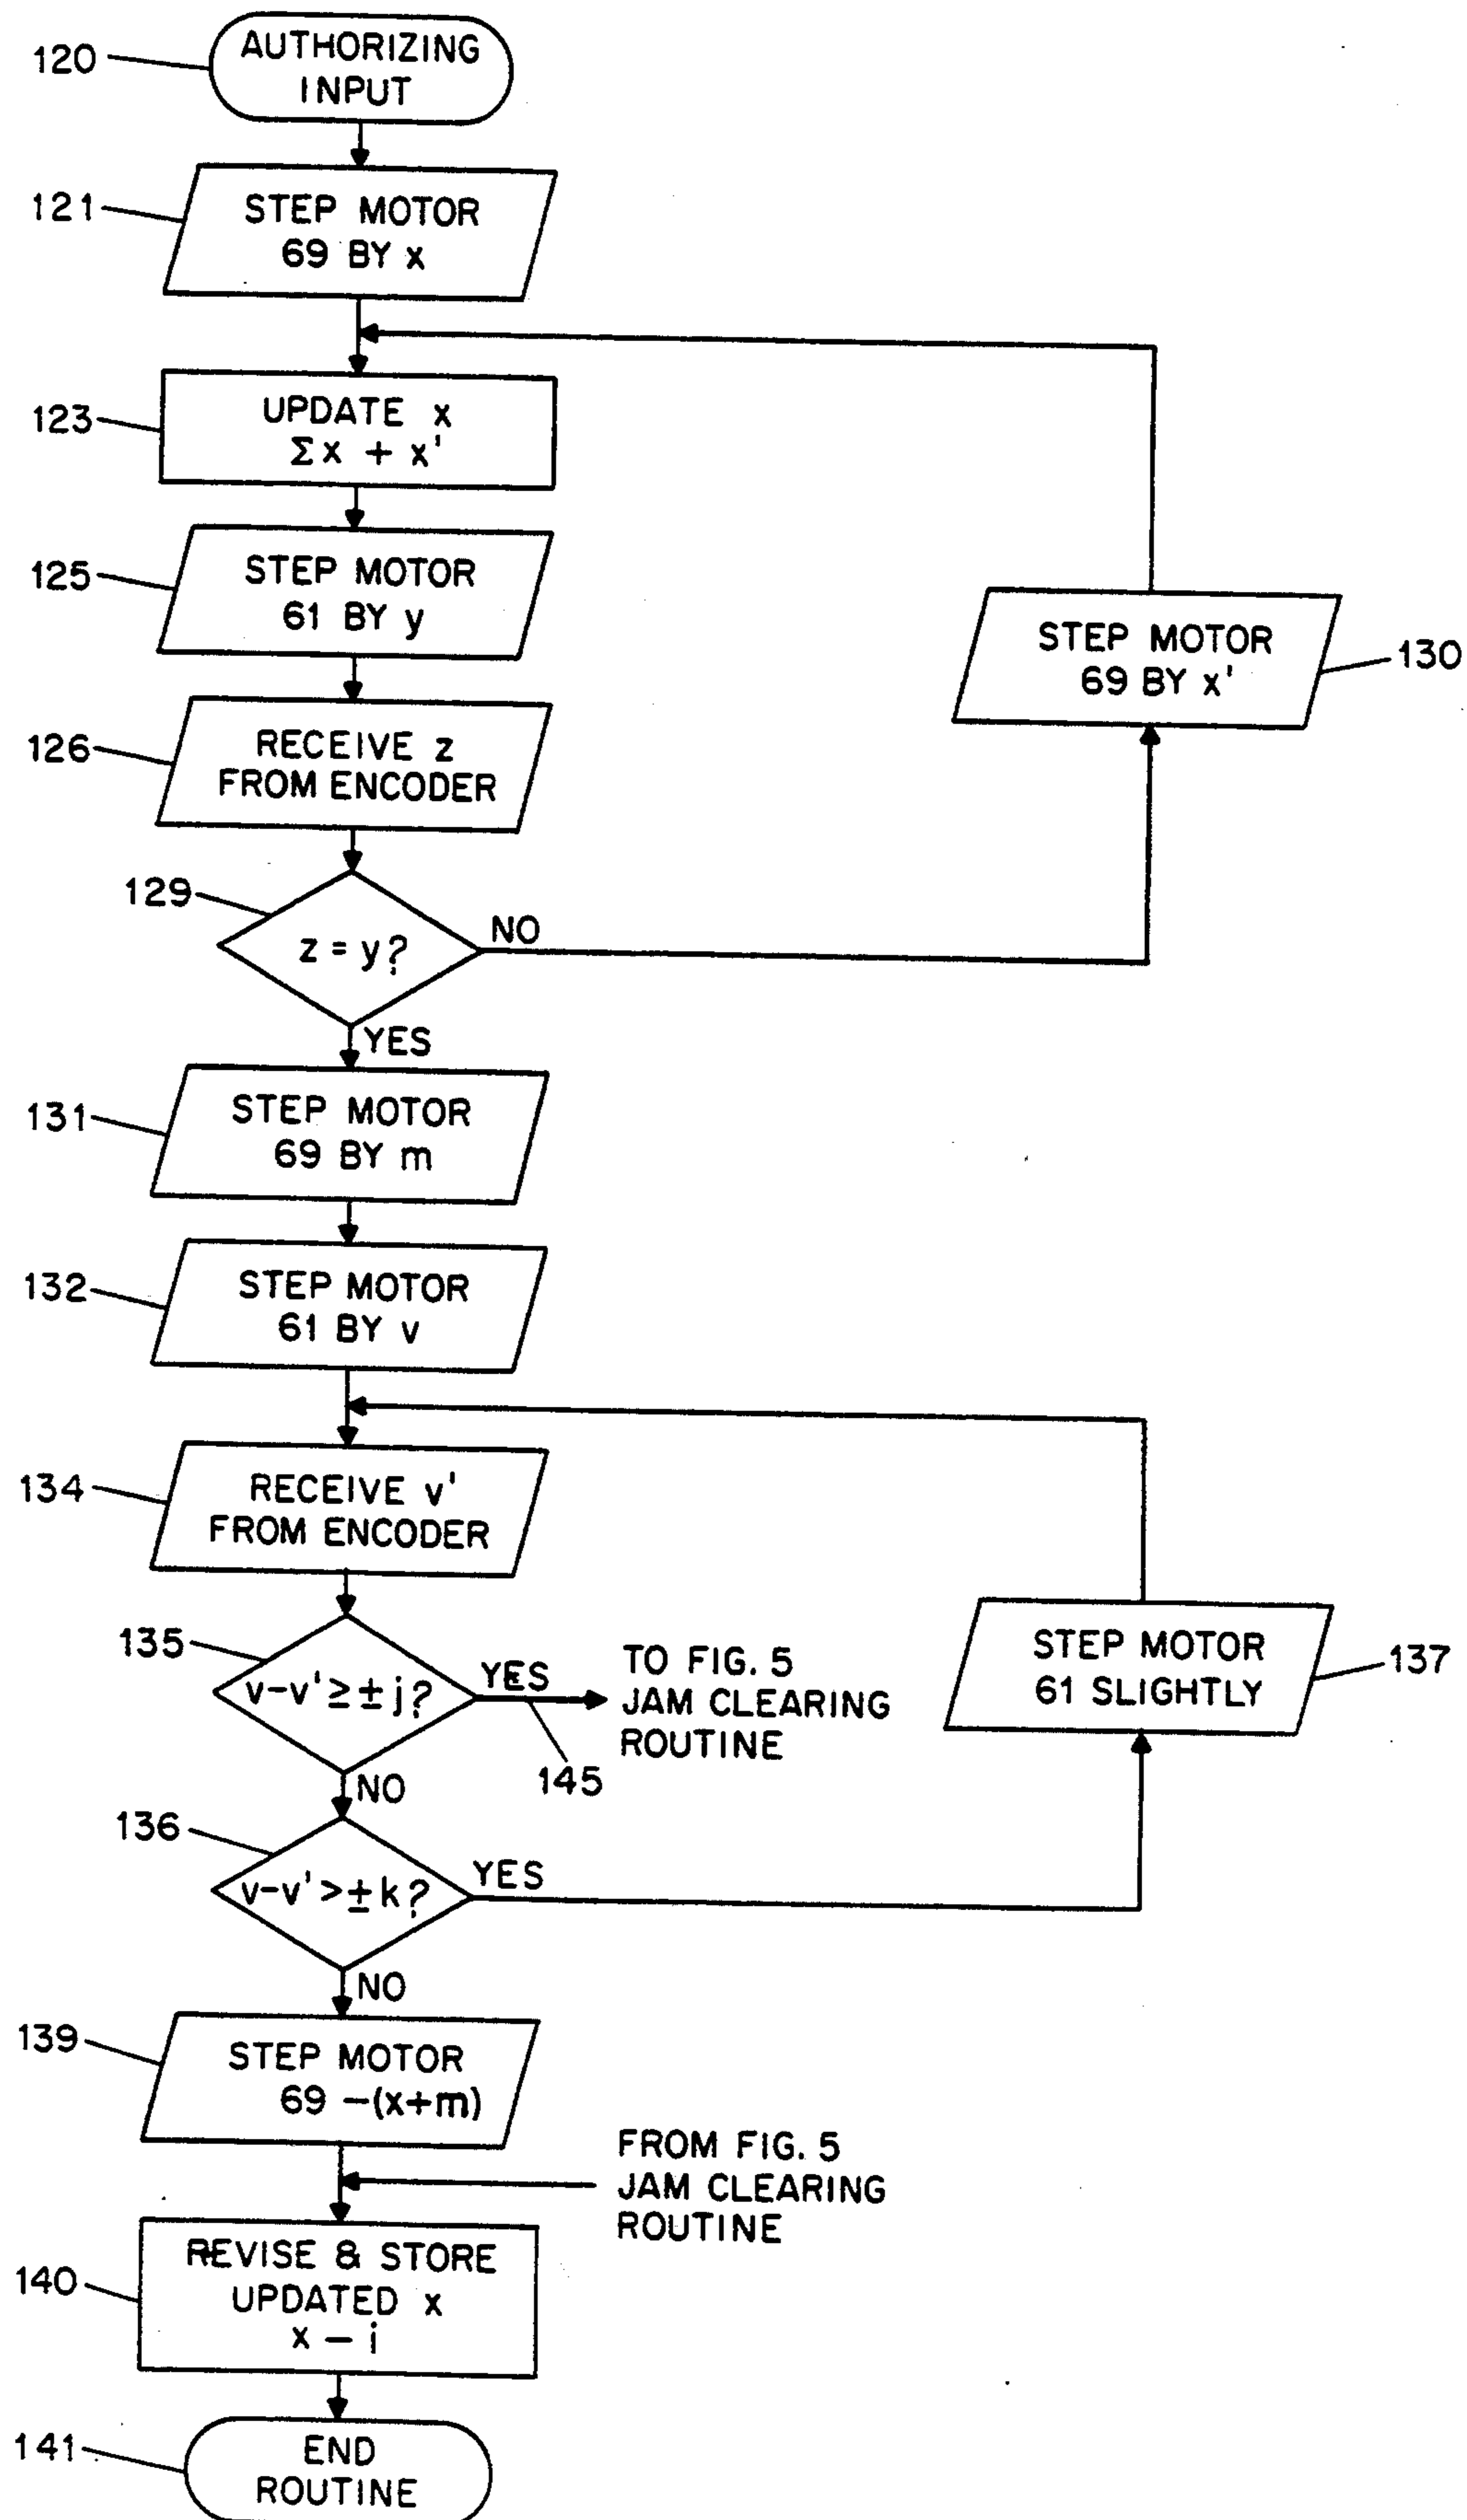 120
AUTHORIZING
INPUT
121
STEP MOTOR
69 BY x
123
UPDATE x
Σx + x'
125
STEP MOTOR
61 BY y
STEP MOTOR
69 BY x'
130
126
RECEIVE z
FROM ENCODER
129
z = y?
NO
YES
131
STEP MOTOR
69 BY m
132
STEP MOTOR
61 BY v
134
RECEIVE v'
FROM ENCODER
135
v-v' ≥ ± j?
YES
TO FIG. 5
JAM CLEARING
ROUTINE
145
STEP MOTOR
61 SLIGHTLY
137
NO
136
v-v' > ± k?
YES
NO
139
STEP MOTOR
69 -(x+m)
FROM FIG. 5
JAM CLEARING
ROUTINE
140
REVISE & STORE
UPDATED x
x - i
141
END
ROUTINE